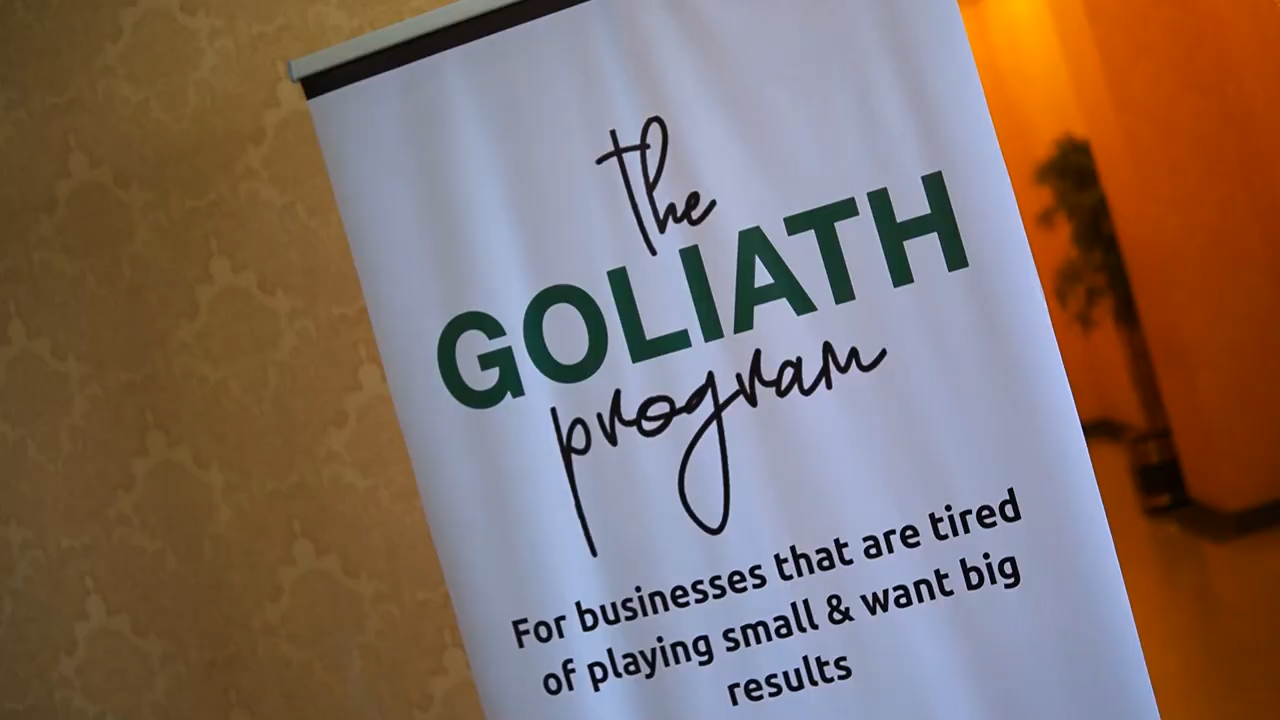 the
GOLIATH
program
For businesses that are tired
of playing small & want big
results